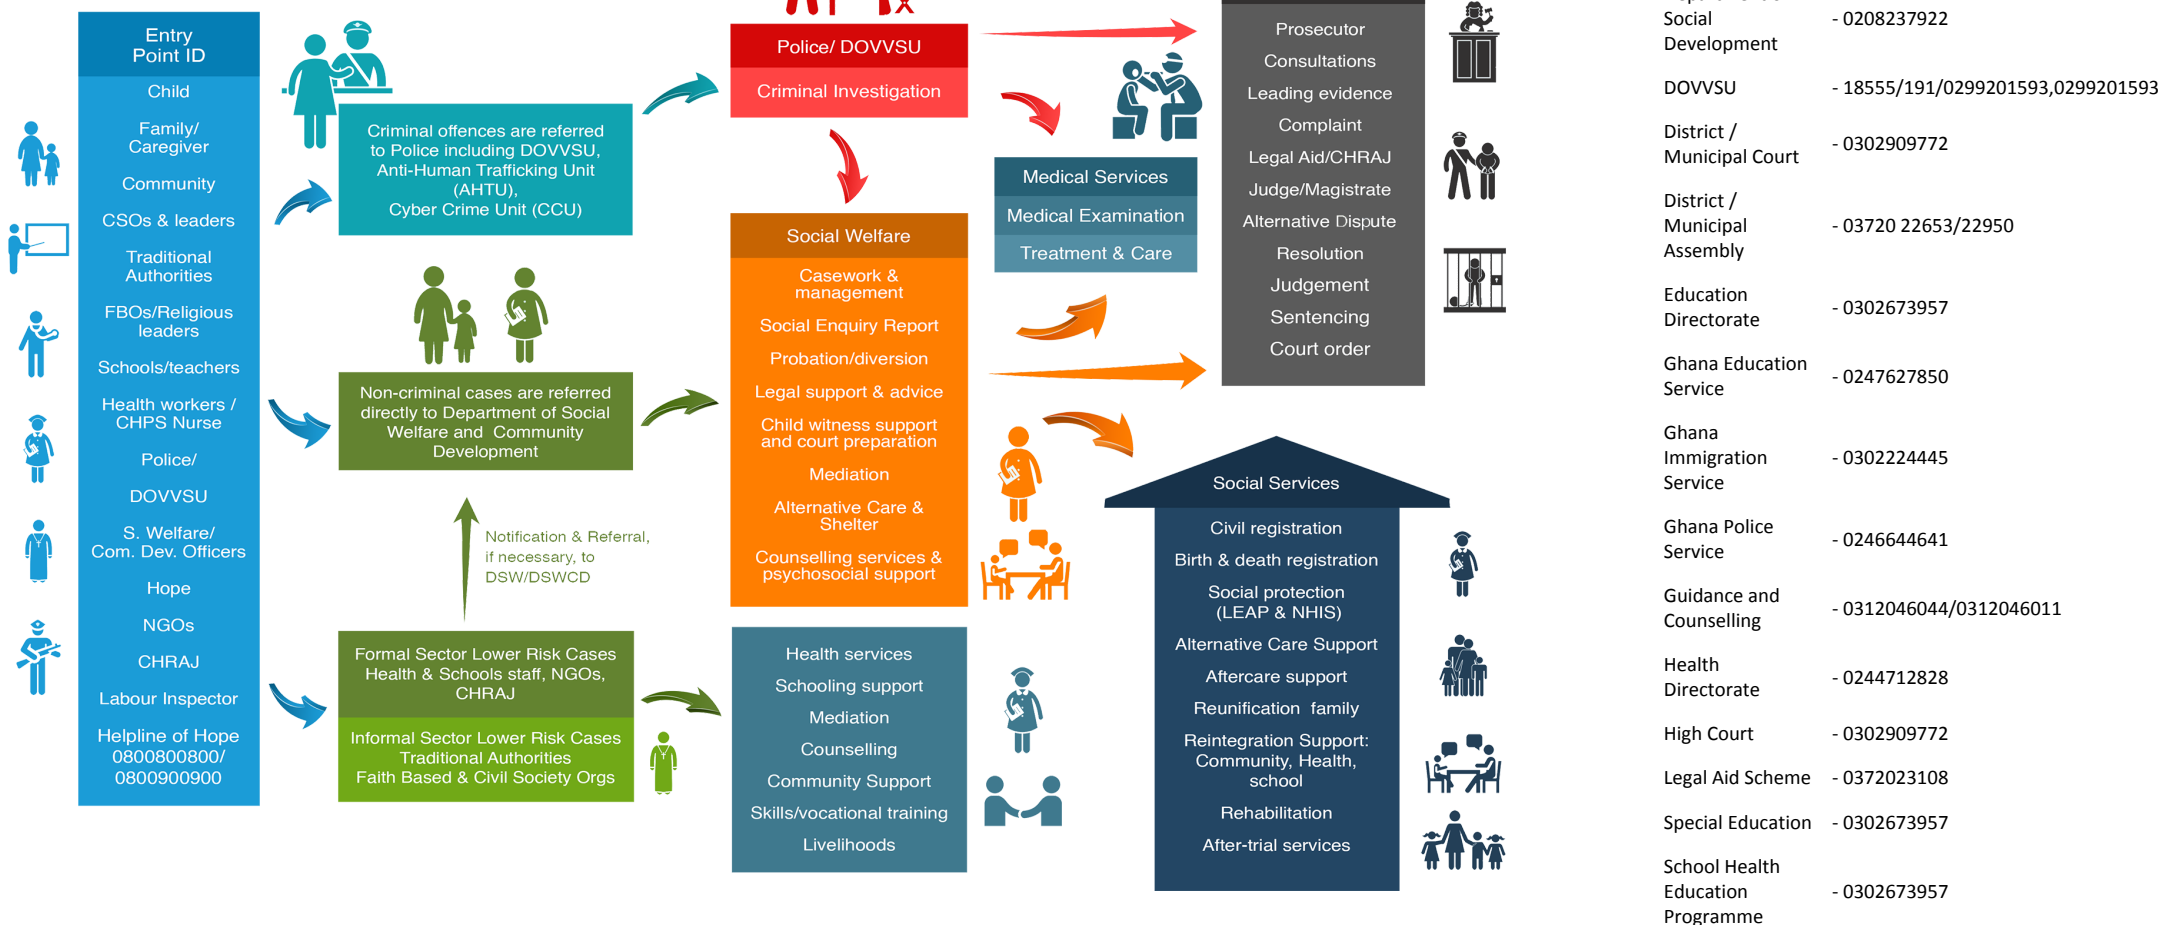 Entry
Point ID
Child
Family/
Caregiver
Community
CSOs & leaders
Traditional
Authorities
FBOs/Religious
leaders
Schools/teachers
Health workers /
CHPS Nurse
Police/
DOVVSU
S. Welfare/
Com. Dev. Officers
Hope
NGOs
CHRAJ
Labour Inspector
Helpline of Hope
0800800800/
0800900900
Criminal offences are referred
to Police including DOVVSU,
Anti-Human Trafficking Unit
(AHTU),
Cyber Crime Unit (CCU)
Non-criminal cases are referred
directly to Department of Social
Welfare and Community
Development
Notification & Referral,
if necessary, to
DSW/DSWCD
Formal Sector Lower Risk Cases
Health & Schools staff, NGOs,
CHRAJ
Informal Sector Lower Risk Cases
Traditional Authorities
Faith Based & Civil Society Orgs
Police/ DOVVSU
Criminal Investigation
Social Welfare
Casework &
management
Social Enquiry Report
Probation/diversion
Legal support & advice
Child witness support
and court preparation
Mediation
Alternative Care &
Shelter
Counselling services &
psychosocial support
Health services
Schooling support
Mediation
Counselling
Community Support
Skills/vocational training
Livelihoods
Medical Services
Medical Examination
Treatment & Care
Prosecutor
Consultations
Leading evidence
Complaint
Legal Aid/CHRAJ
Judge/Magistrate
Alternative Dispute
Resolution
Judgement
Sentencing
Court order
Social Services
Civil registration
Birth & death registration
Social protection
(LEAP & NHIS)
Alternative Care Support
Aftercare support
Reunification family
Reintegration Support:
Community, Health,
school
Rehabilitation
After-trial services
Social
Development - 0208237922
DOVVSU - 18555/191/0299201593,0299201593
District /
Municipal Court - 0302909772
District /
Municipal - 03720 22653/22950
Assembly
Education
Directorate - 0302673957
Ghana Education
Service - 0247627850
Ghana
Immigration - 0302224445
Service
Ghana Police
Service - 0246644641
Guidance and
Counselling - 0312046044/0312046011
Health
Directorate - 0244712828
High Court - 0302909772
Legal Aid Scheme - 0372023108
Special Education - 0302673957
School Health
Education - 0302673957
Programme